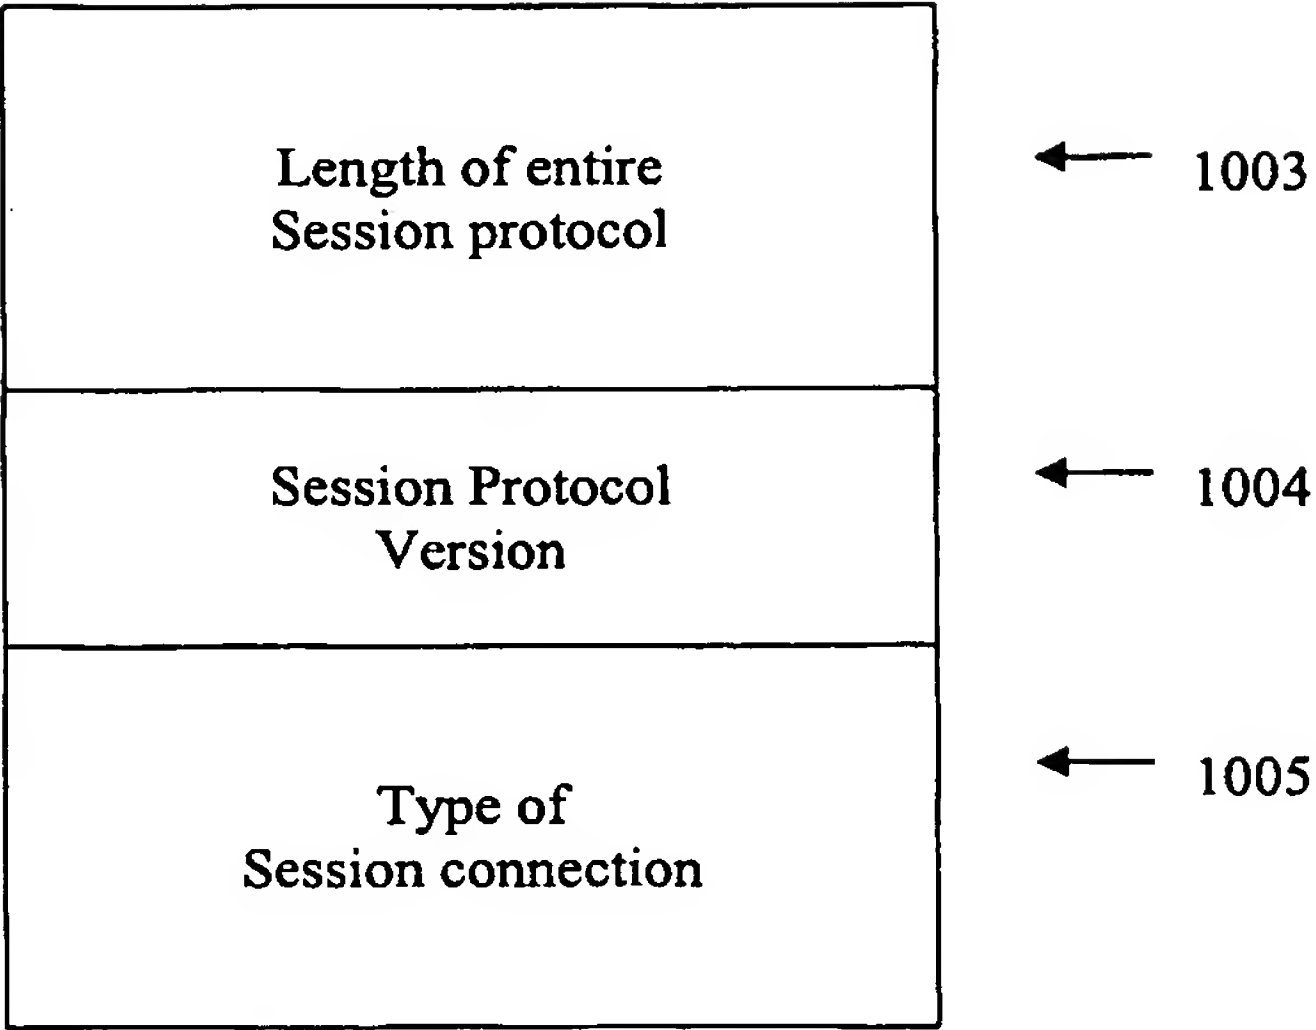 Length of entire
Session protocol
1003
Session Protocol
Version
1004
Type of
Session connection
1005